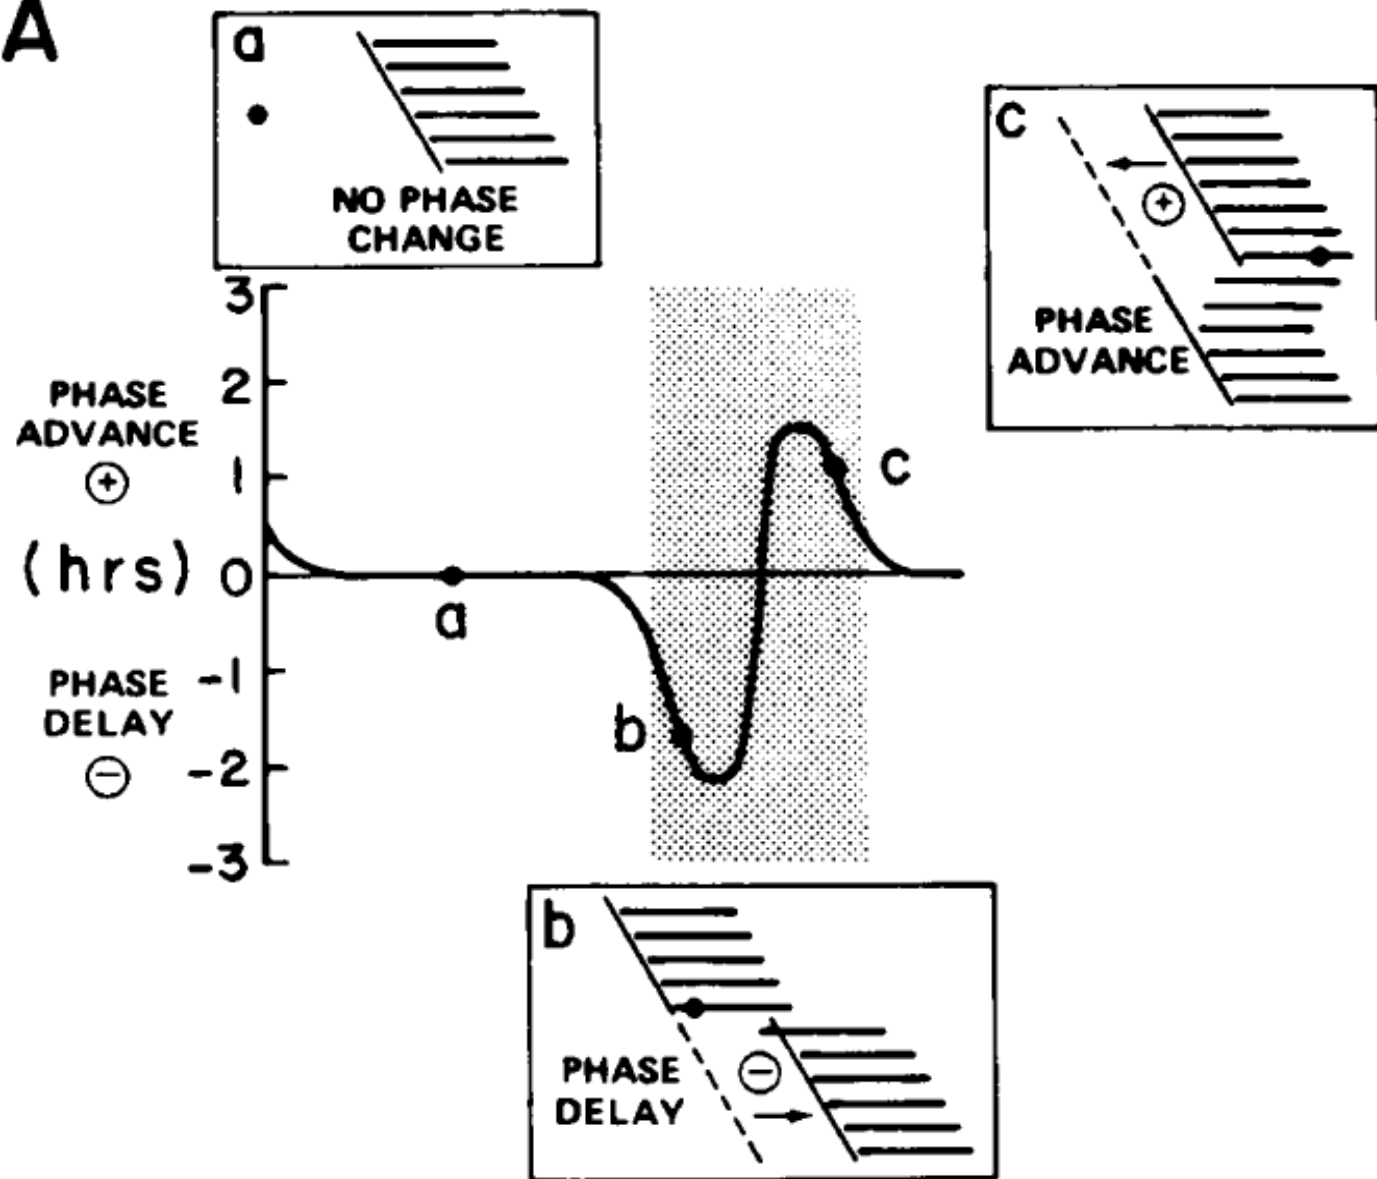 A
a
NO PHASE
CHANGE
c
+
PHASE
ADVANCE
3
2
1
0
-1
-2
-3
PHASE
ADVANCE
+
(hrs)
PHASE
DELAY
−
a
b
c
b
PHASE
DELAY
−